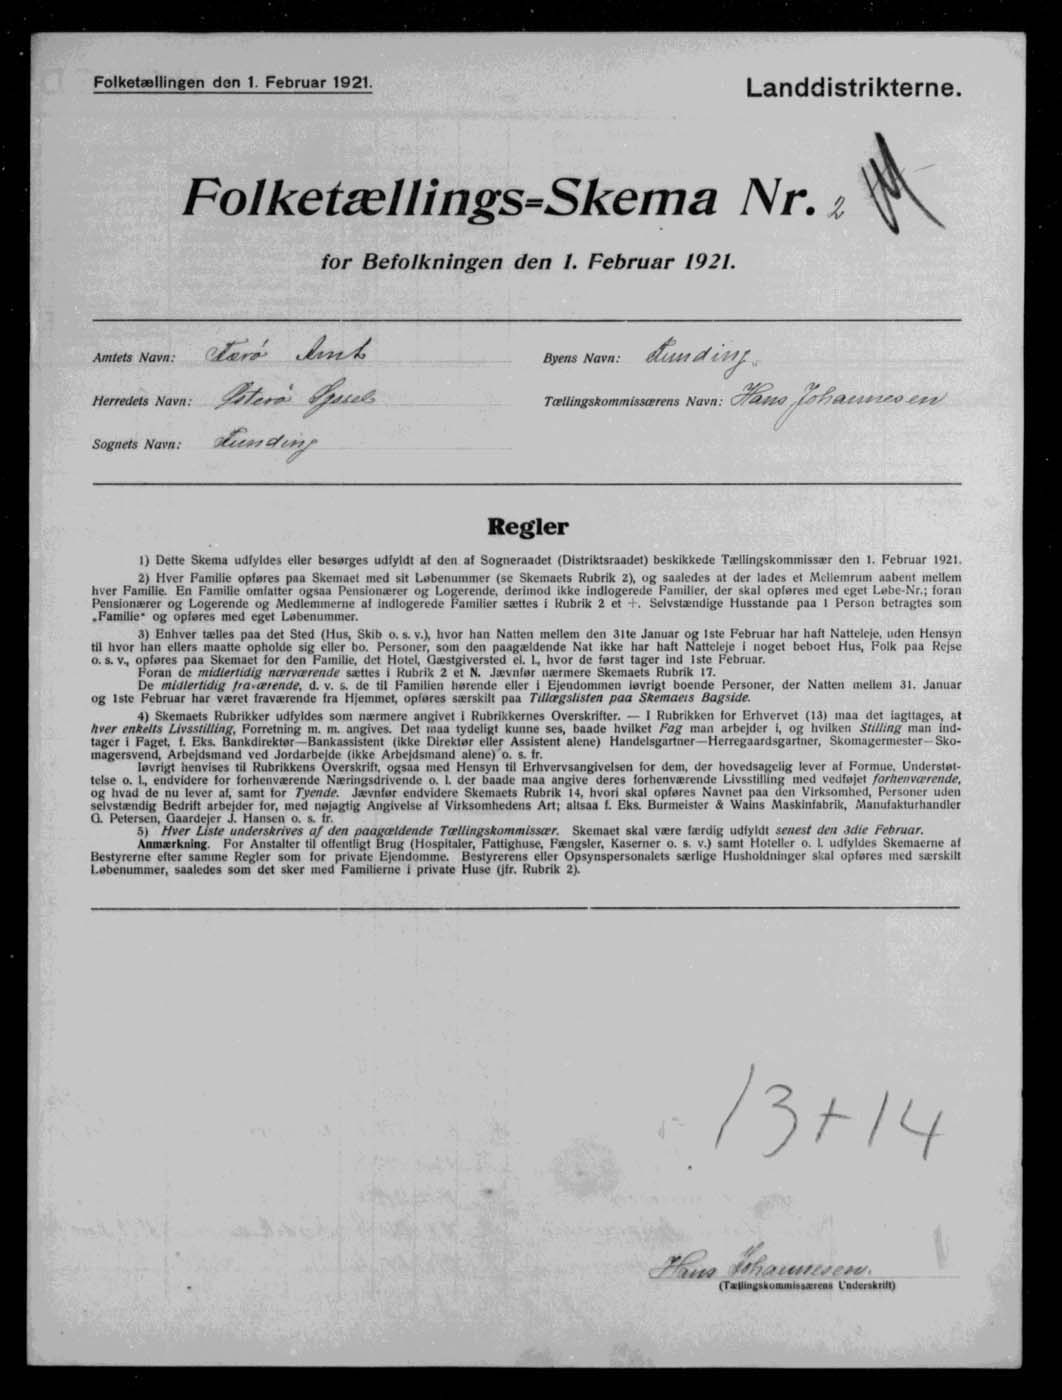 Folketællingen den 1. Februar 1921.
Landdistrikterne.
Folketællings=Skema Nr. 2
for Befolkningen den 1. Februar 1921.
Amtets Navn: Færø Amt
Byens Navn: Funding
Herredets Navn: Østerø Syssel
Tællingskommissærens Navn: Hans Johannesen
Sognets Navn: Funding
Regler
1) Dette Skema udfyldes eller besørges udfyldt af den af Sogneraadet (Distriktsraadet) beskikkede Tællingskommissær den 1. Februar 1921.
2) Hver Familie opføres paa Skemaet med sit Løbenummer (se Skemaets Rubrik 2), og saaledes at der lades et Mellemrum aabent mellem
hver Familie. En Familie omfatter ogsaa Pensionærer og Logerende, derimod ikke indlogerede Familier, der skal opføres med eget Løbe-Nr.; foran
Pensionærer og Logerende og Medlemmerne af indlogerede Familier sættes i Rubrik 2 et +. Selvstændige Husstande paa 1 Person betragtes som
„Familie“ og opføres med eget Løbenummer.
3) Enhver tælles paa det Sted (Hus, Skib o. s. v.), hvor han Natten mellem den 31te Januar og 1ste Februar har haft Natteleje, uden Hensyn
til hvor han ellers maatte opholde sig eller bo. Personer, som den paagældende Nat ikke har haft Natteleje i noget beboet Hus, Folk paa Rejse
o. s. v., opføres paa Skemaet for den Familie, det Hotel, Gæstgiversted el. l., hvor de først tager ind 1ste Februar.
Foran de midlertidig nærværende sættes i Rubrik 2 et N. Jævnfør nærmere Skemaets Rubrik 17.
De midlertidig fraværende, d. v. s. de til Familien hørende eller i Ejendommen iøvrigt boende Personer, der Natten mellem 31. Januar
og 1ste Februar har været fraværende fra Hjemmet, opføres særskilt paa Tillægslisten paa Skemaets Bagside.
4) Skemaets Rubrikker udfyldes som nærmere angivet i Rubrikkernes Overskrifter. — I Rubrikken for Erhvervet (13) maa det iagttages, at
hver enkelts Livsstilling, Forretning m. m. angives. Det maa tydeligt kunne ses, baade hvilket Fag man arbejder i, og hvilken Stilling man ind-
tager i Faget, f. Eks. Bankdirektør—Bankassistent (ikke Direktør eller Assistent alene) Handelsgartner—Herregaardsgartner, Skomagermester—Sko-
magersvend, Arbejdsmand ved Jordarbejde (ikke Arbejdsmand alene) o. s. fr.
Iøvrigt henvises til Rubrikkens Overskrift, ogsaa med Hensyn til Erhvervsangivelsen for dem, der hovedsagelig lever af Formue, Understøt-
telse o. l., endvidere for forhenværende Næringsdrivende o. l. der baade maa angive deres forhenværende Livsstilling med vedføjet forhenværende,
og hvad de nu lever af, samt for Tyende. Jævnfør endvidere Skemaets Rubrik 14, hvori skal opføres Navnet paa den Virksomhed, Personer uden
selvstændig Bedrift arbejder for, med nøjagtig Angivelse af Virksomhedens Art; altsaa f. Eks. Burmeister & Wains Maskinfabrik, Manufakturhandler
G. Petersen, Gaardejer J. Hansen o. s. fr.
5) Hver Liste underskrives af den paagældende Tællingskommissær. Skemaet skal være færdig udfyldt senest den 3die Februar.
Anmærkning. For Anstalter til offentligt Brug (Hospitaler, Fattighuse, Fængsler, Kaserner o. s. v.) samt Hoteller o. l. udfyldes Skemaerne af
Bestyrerne efter samme Regler som for private Ejendomme. Bestyrerens eller Opsynspersonalets særlige Husholdninger skal opføres med særskilt
Løbenummer, saaledes som det sker med Familierne i private Huse (jfr. Rubrik 2).
13+14
Hans Johannesen.
(Tællingskommissærens Underskrift)